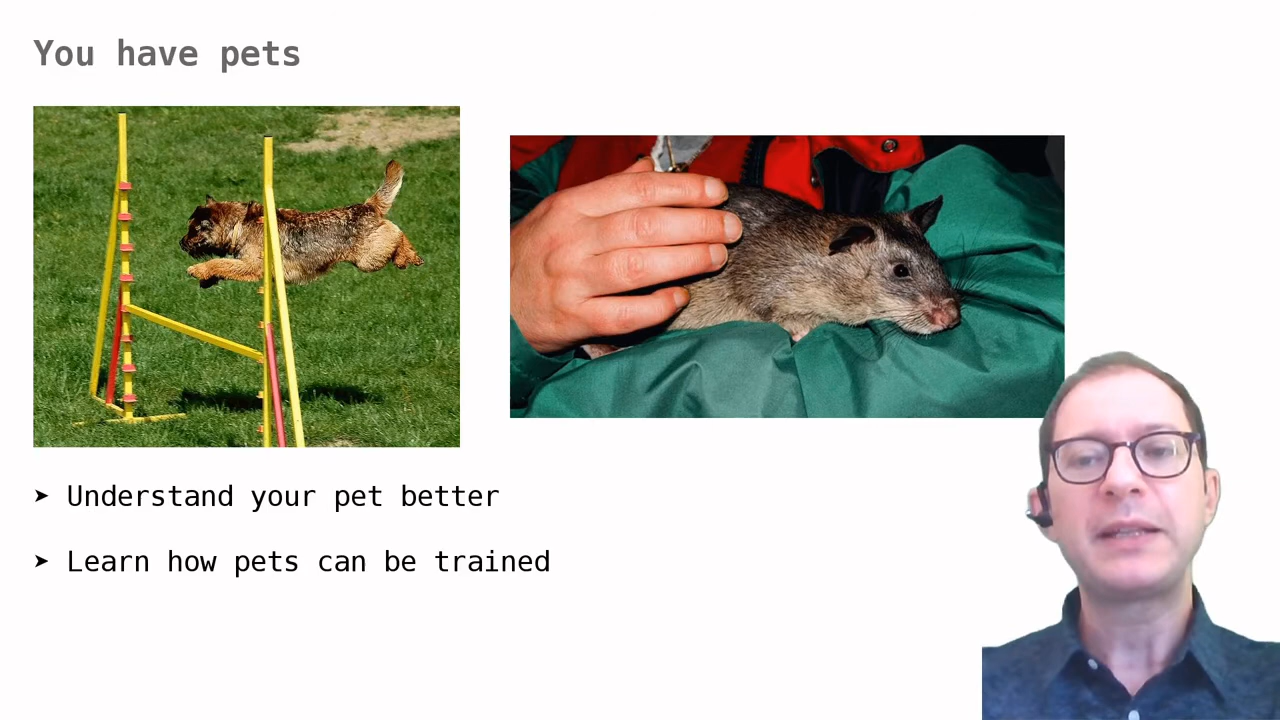 You have pets
➤ Understand your pet better
➤ Learn how pets can be trained